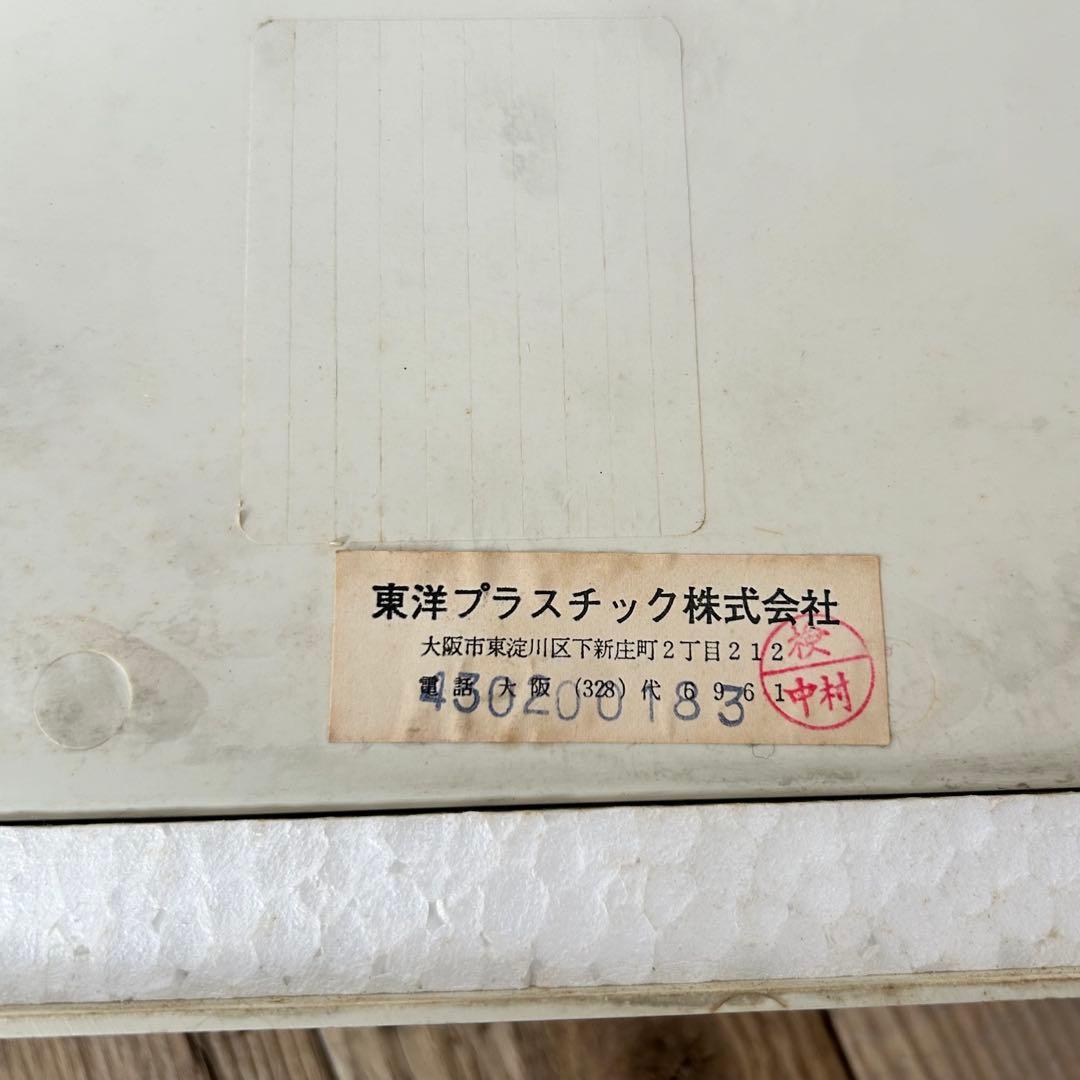 東洋プラスチック株式会社
大阪市東淀川区下新庄町2丁目212
電話 大阪 (328) 代 6961
430200183
検
中村